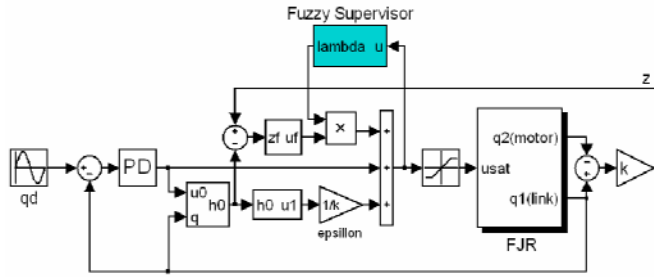 Fuzzy Supervisor
lambda u
z
zf uf
×
+
-
+
+
+
qd
+
-
PD
u0
q
h0
h0 u1
1/k
epsillon
usat
q2(motor)
q1(link)
FJR
-
+
k